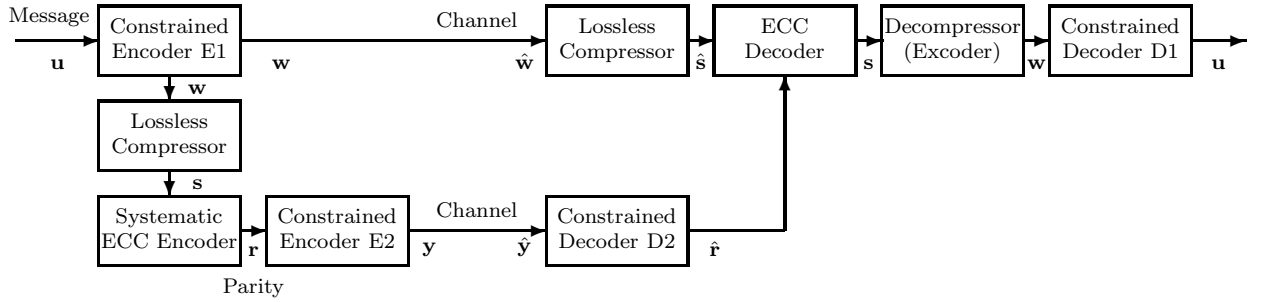 Message
Constrained
Encoder E1
Channel
Lossless
Compressor
ECC
Decoder
Decompressor
(Excoder)
Constrained
Decoder D1
u
w
ŵ
ŝ
s
w
u
w
Lossless
Compressor
s
Systematic
ECC Encoder
r
Constrained
Encoder E2
y
Channel
ŷ
Constrained
Decoder D2
r̂
Parity